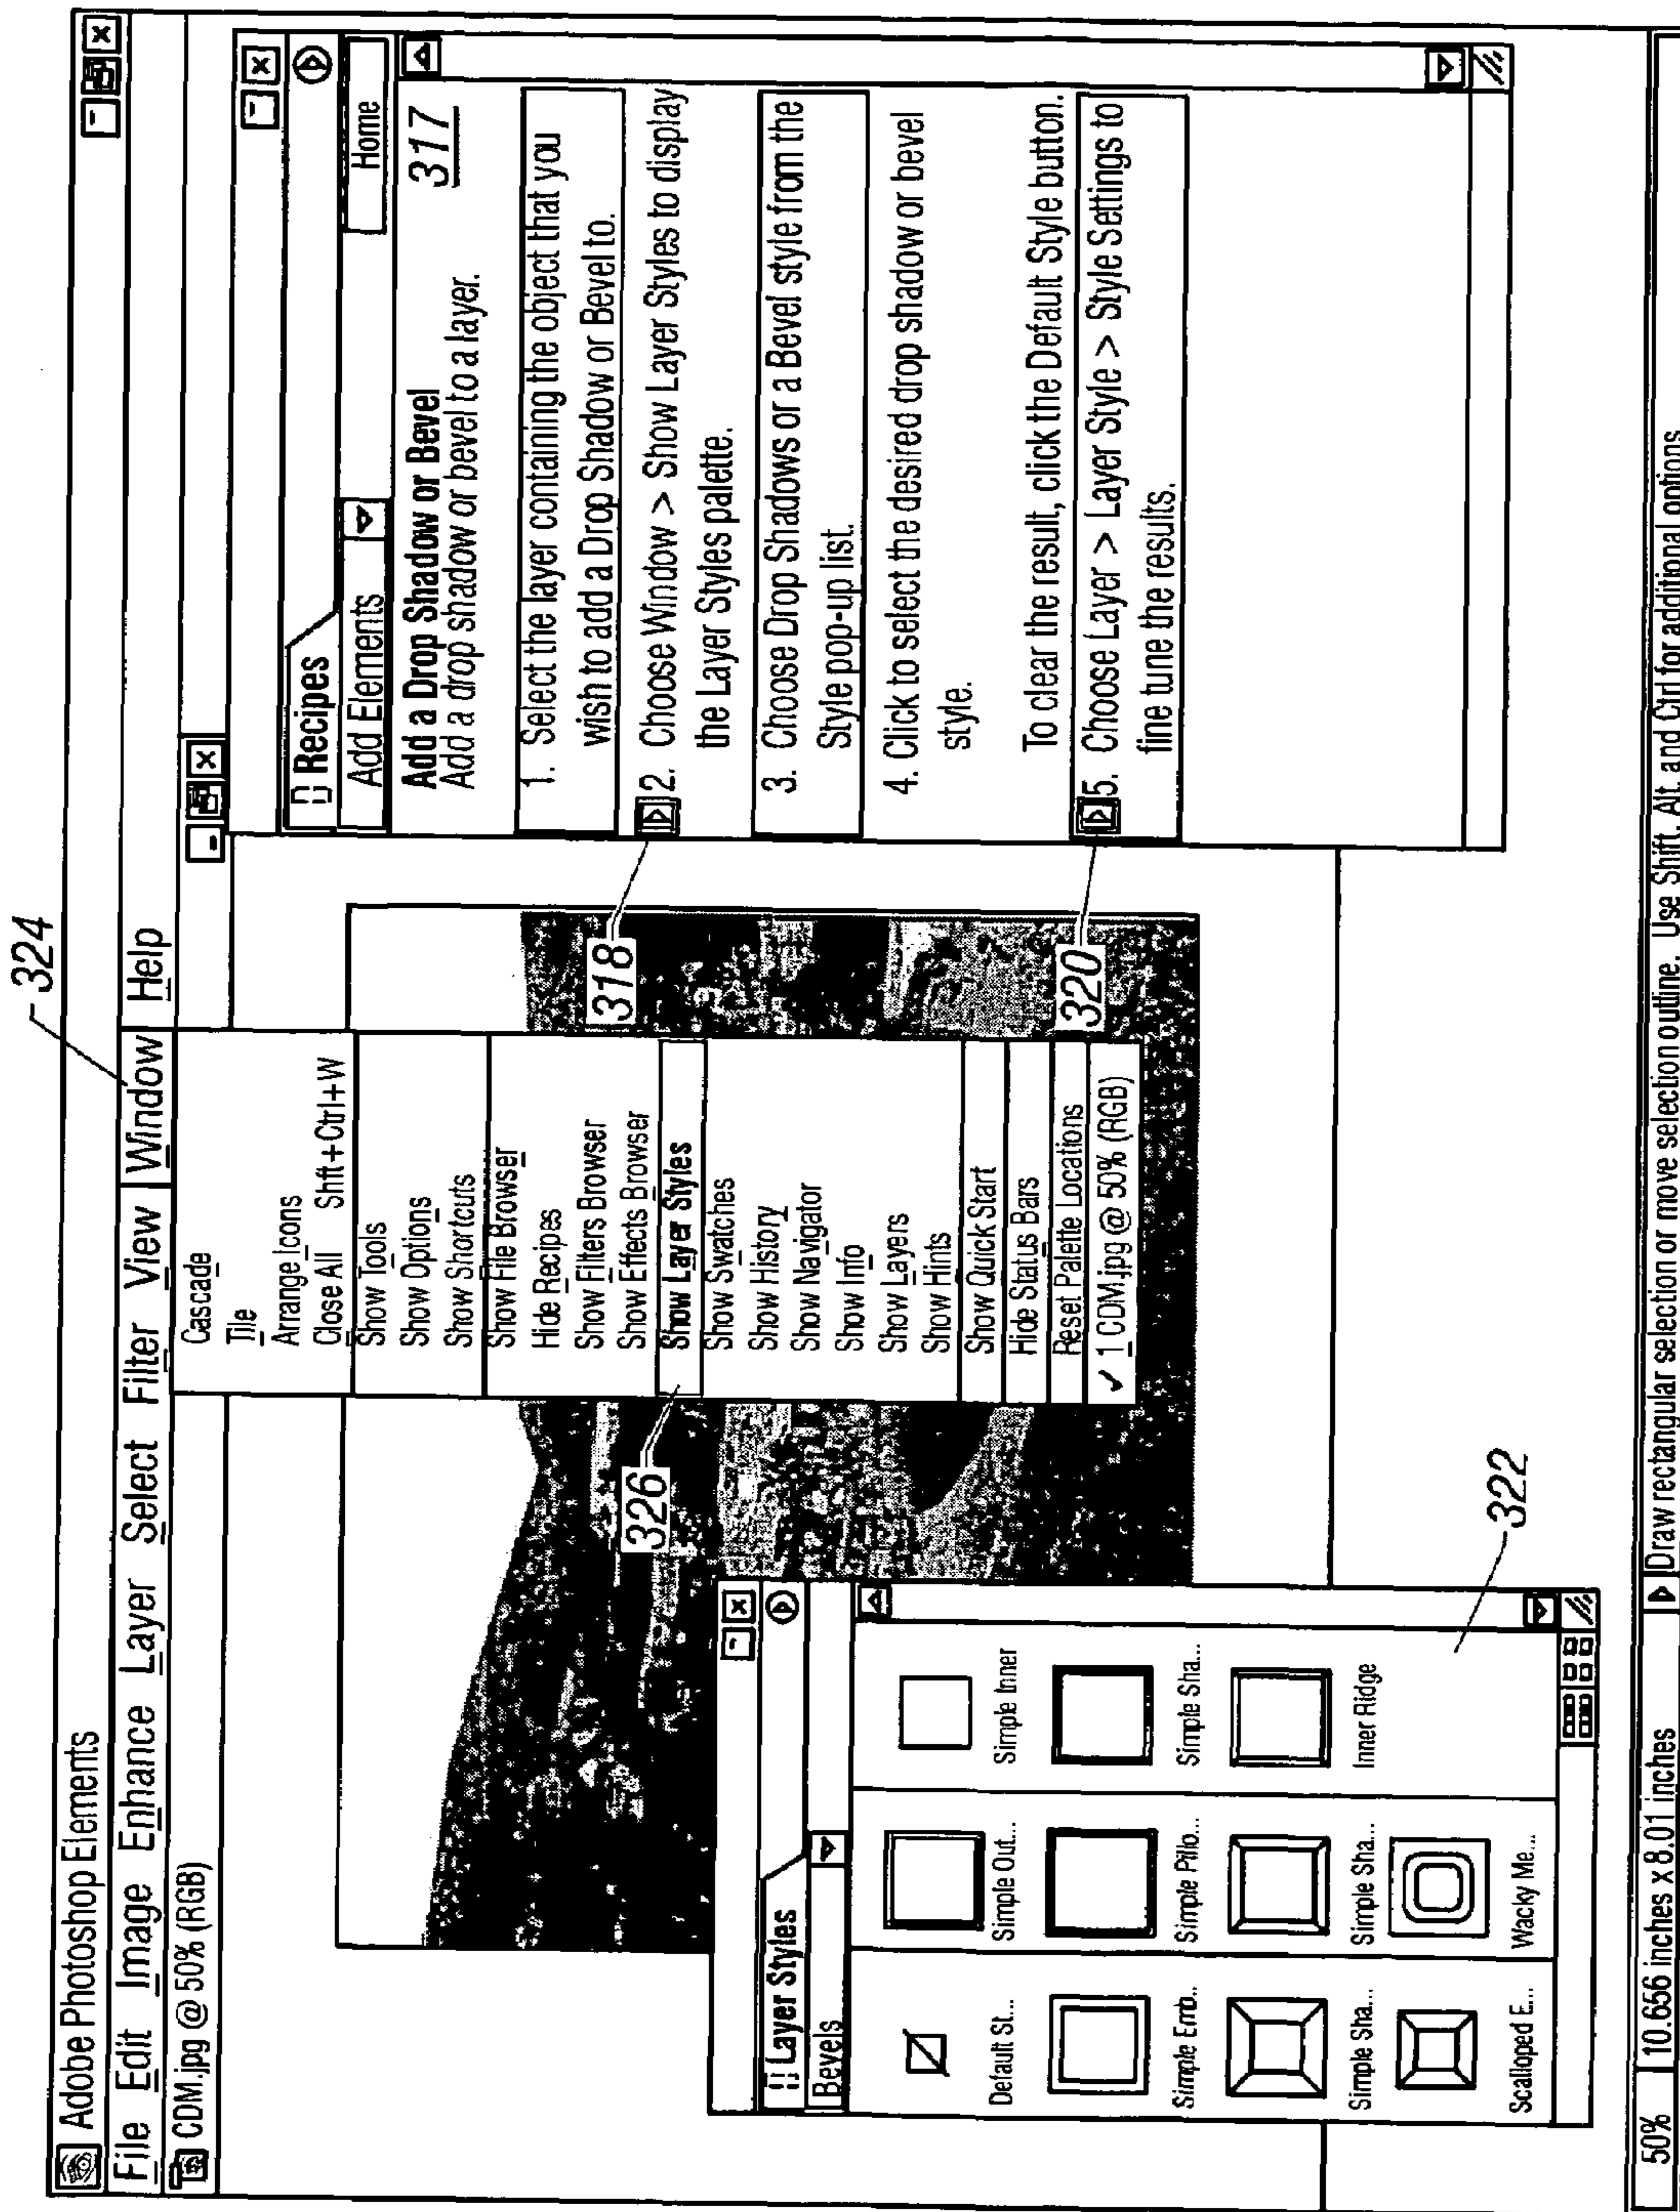 324
Adobe Photoshop Elements
File Edit Image Enhance Layer Select Filter View Window Help
CDM.jpg @ 50% (RGB)
Cascade
Tile
Arrange Icons
Close All Shft+Ctrl+W
Show Tools
Show Options
Show Shortcuts
Show File Browser
Hide Recipes
Show Filters Browser
Show Effects Browser
Show Layer Styles
Show Swatches
Show History
Show Navigator
Show Info
Show Layers
Show Hints
Show Quick Start
Hide Status Bars
Reset Palette Locations
✓ 1 CDM.jpg @ 50% (RGB)
326
318
320
Recipes
Add Elements
Home
Add a Drop Shadow or Bevel
317
Add a drop shadow or bevel to a layer.
1. Select the layer containing the object that you
wish to add a Drop Shadow or Bevel to.
2. Choose Window > Show Layer Styles to display
the Layer Styles palette.
3. Choose Drop Shadows or a Bevel style from the
Style pop-up list.
4. Click to select the desired drop shadow or bevel
style.
To clear the result, click the Default Style button.
5. Choose Layer > Layer Style > Style Settings to
fine tune the results.
Layer Styles
Bevels
Default St...
Simple Out...
Simple Inner
Simple Emb..
Simple Pillo...
Simple Sha...
Simple Sha...
Simple Sha...
Inner Ridge
Scalloped E...
Wacky Me...
322
50%
10.656 inches x 8.01 inches
Draw rectangular selection or move selection outline. Use Shift, Alt, and Ctrl for additional options